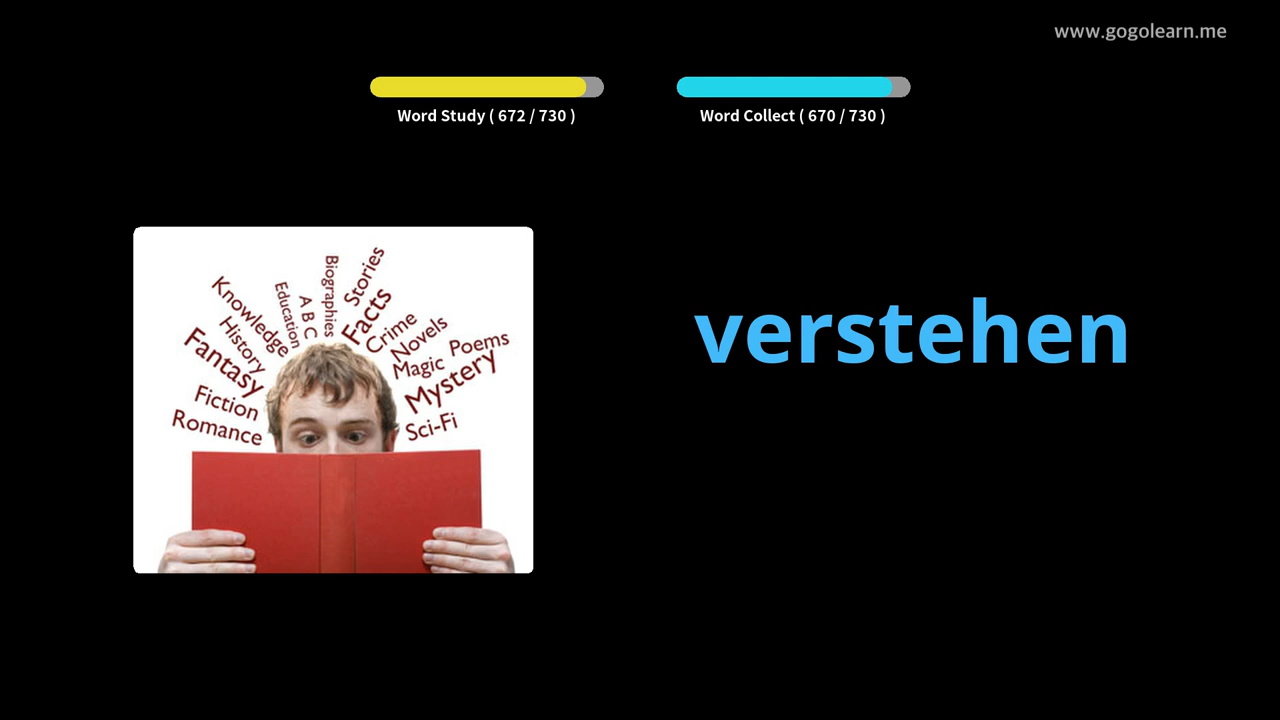 www.gogolearn.me
Word Study ( 672 / 730 )
Word Collect ( 670 / 730 )
verstehen
Romance
Fiction
Fantasy
History
Knowledge
Education
A B C
Biographies
Stories
Facts
Crime
Novels
Magic
Poems
Mystery
Sci-Fi